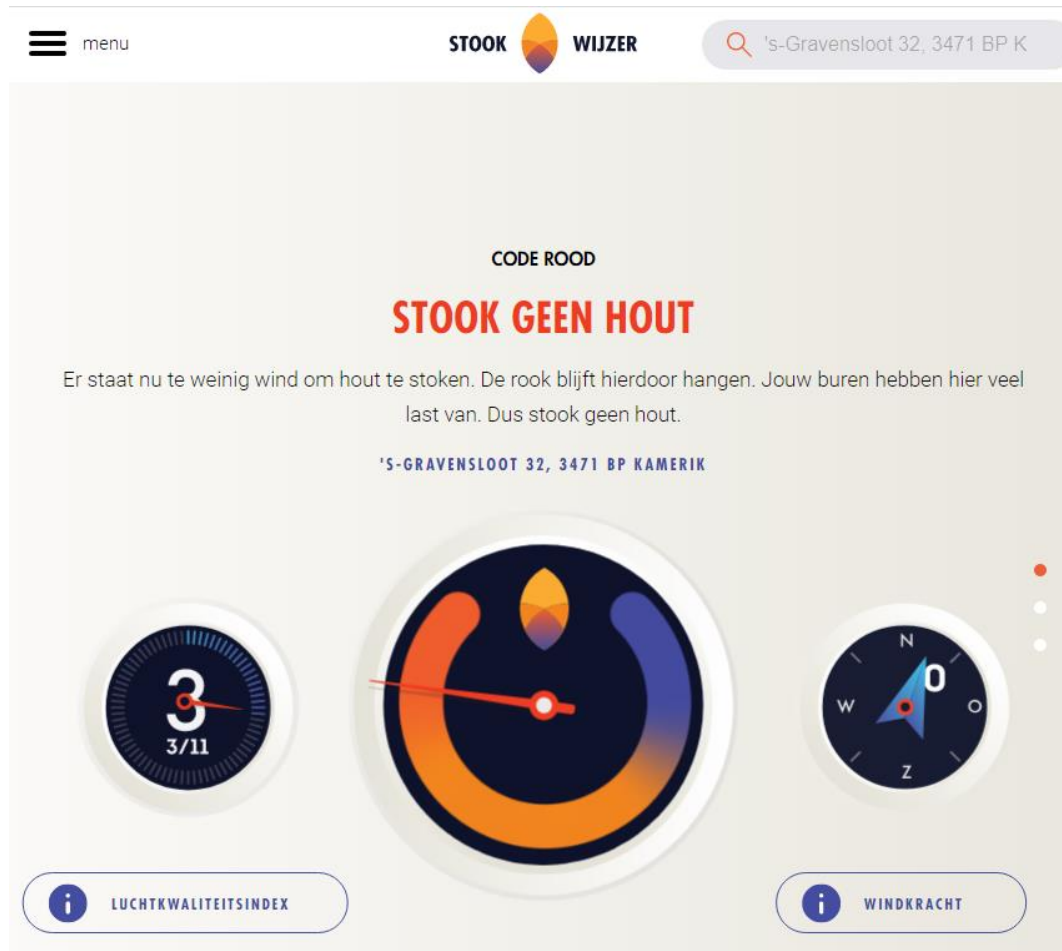 menu
STOOK WIJZER
's-Gravensloot 32, 3471 BP K
CODE ROOD
STOOK GEEN HOUT
Er staat nu te weinig wind om hout te stoken. De rook blijft hierdoor hangen. Jouw buren hebben hier veel
last van. Dus stook geen hout.
'S-GRAVENSLOOT 32, 3471 BP KAMERIK
3
3/11
N
0
W
O
Z
i LUCHTKWALITEITSINDEX
i WINDKRACHT